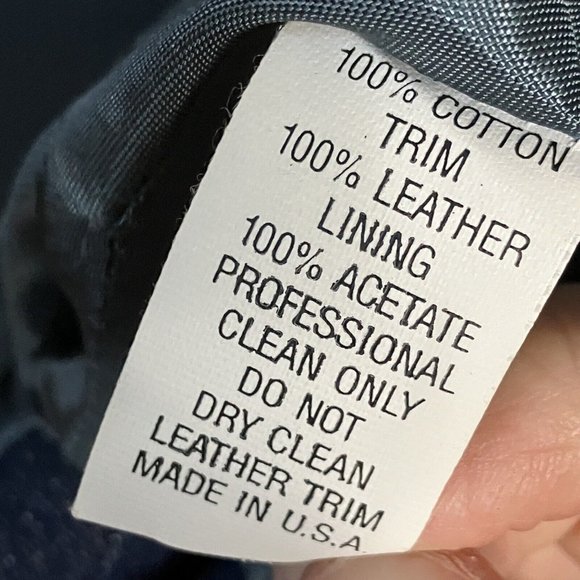 100% COTTON
TRIM
100% LEATHER
LINING
100% ACETATE
PROFESSIONAL
CLEAN ONLY
DO NOT
DRY CLEAN
LEATHER TRIM
MADE IN U.S.A.